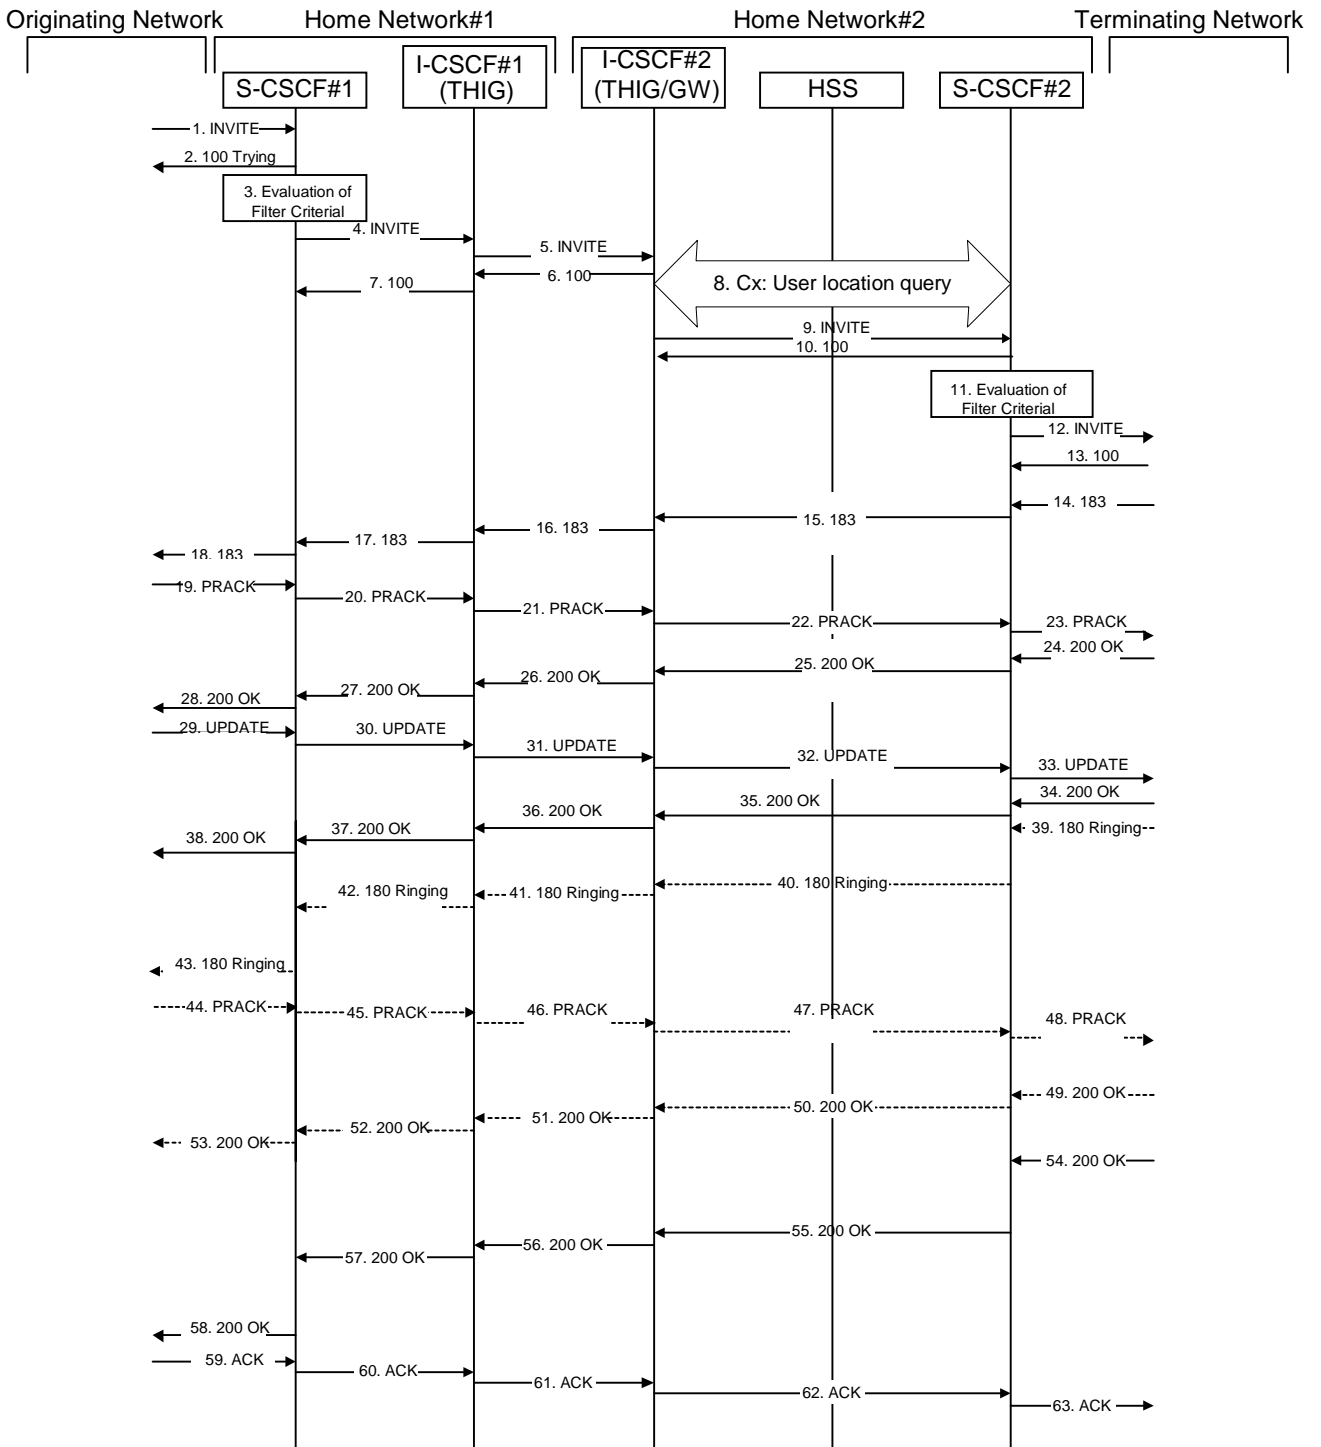 Originating Network
Home Network#1
Home Network#2
Terminating Network
S-CSCF#1
I-CSCF#1
(THIG)
I-CSCF#2
(THIG/GW)
HSS
S-CSCF#2
1. INVITE
2. 100 Trying
3. Evaluation of
Filter Criterial
4. INVITE
5. INVITE
6. 100
7. 100
8. Cx: User location query
9. INVITE
10. 100
11. Evaluation of
Filter Criterial
12. INVITE
13. 100
14. 183
15. 183
16. 183
17. 183
18. 183
19. PRACK
20. PRACK
21. PRACK
22. PRACK
23. PRACK
24. 200 OK
25. 200 OK
26. 200 OK
27. 200 OK
28. 200 OK
29. UPDATE
30. UPDATE
31. UPDATE
32. UPDATE
33. UPDATE
34. 200 OK
35. 200 OK
36. 200 OK
37. 200 OK
38. 200 OK
39. 180 Ringing
40. 180 Ringing
41. 180 Ringing
42. 180 Ringing
43. 180 Ringing
44. PRACK
45. PRACK
46. PRACK
47. PRACK
48. PRACK
49. 200 OK
50. 200 OK
51. 200 OK
52. 200 OK
53. 200 OK
54. 200 OK
55. 200 OK
56. 200 OK
57. 200 OK
58. 200 OK
59. ACK
60. ACK
61. ACK
62. ACK
63. ACK